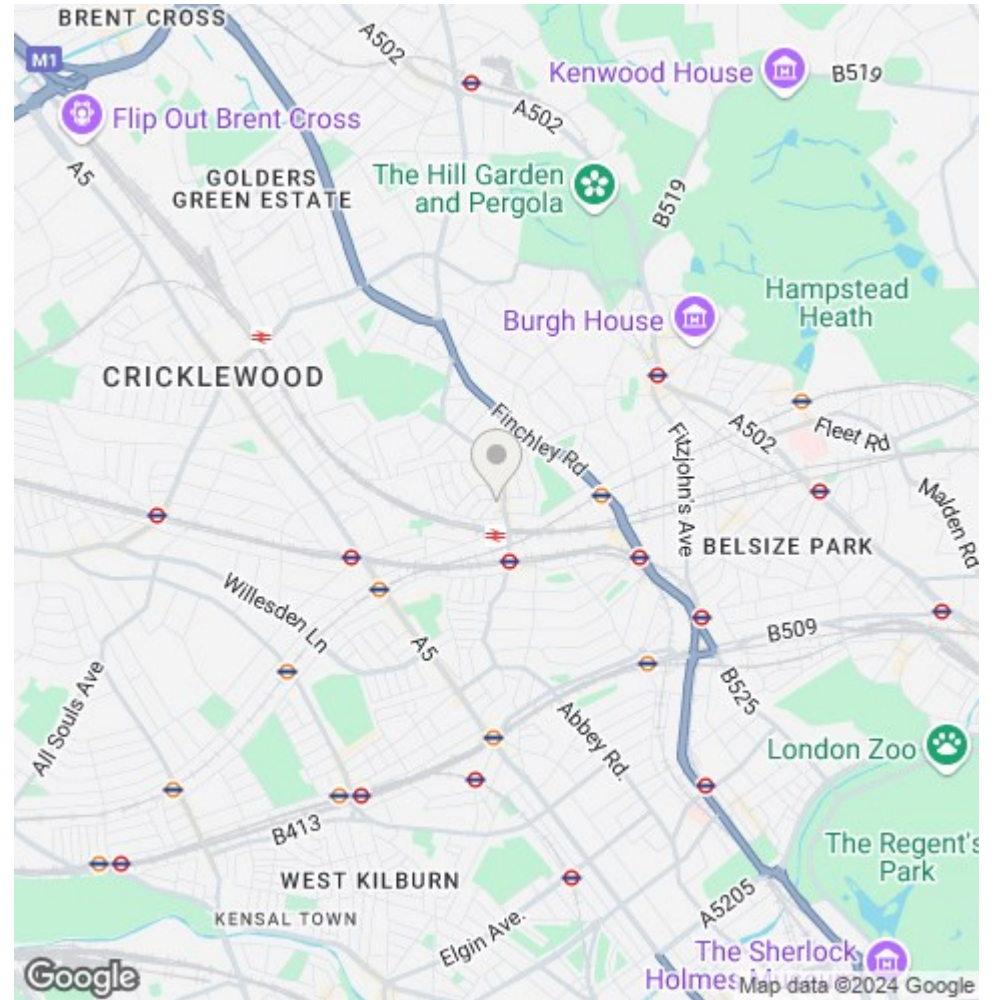 BRENT CROSS
A502
M1
Kenwood House
B519
Flip Out Brent Cross
A502
A5
GOLDERS
GREEN ESTATE
The Hill Garden
and Pergola
B519
Hampstead
Heath
Burgh House
CRICKLEWOOD
Finchley Rd
A502
Fleet Rd
Fitzjohn's Ave
Malden Rd
BELSIZE PARK
Willesden Ln
A5
B509
B525
All Souls Ave
Abbey Rd.
London Zoo
B413
The Regent's
Park
WEST KILBURN
A5205
KENSAL TOWN
Elgin Ave.
The Sherlock
Holmes
Google
Map data ©2024 Google